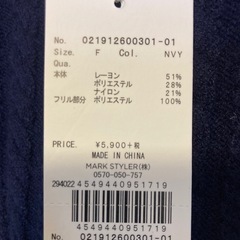 No. 021912600301-01
Size. F Col. NVY
Qua.
本体 レーヨン 51%
ポリエステル 28%
ナイロン 21%
フリル部分 ポリエステル 100%
PRICE. ¥5,900+税
MADE IN CHINA
MARK STYLER(株)
0570-050-757
294022 4549440951719
4549440951719
No. 021912600301-01